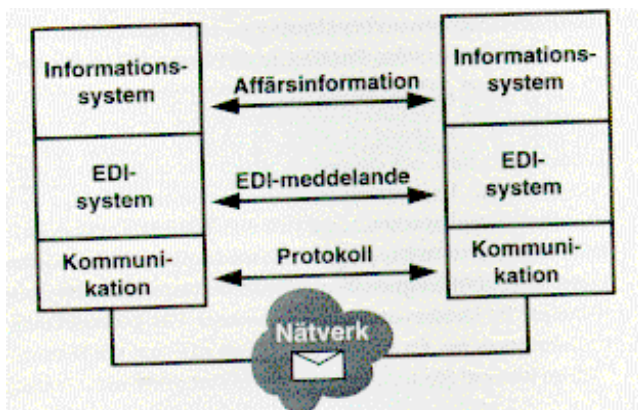 Informations-
system
EDI-
system
Kommuni-
kation
Affärsinformation
EDI-meddelande
Protokoll
Nätverk
Informations-
system
EDI-
system
Kommuni-
kation